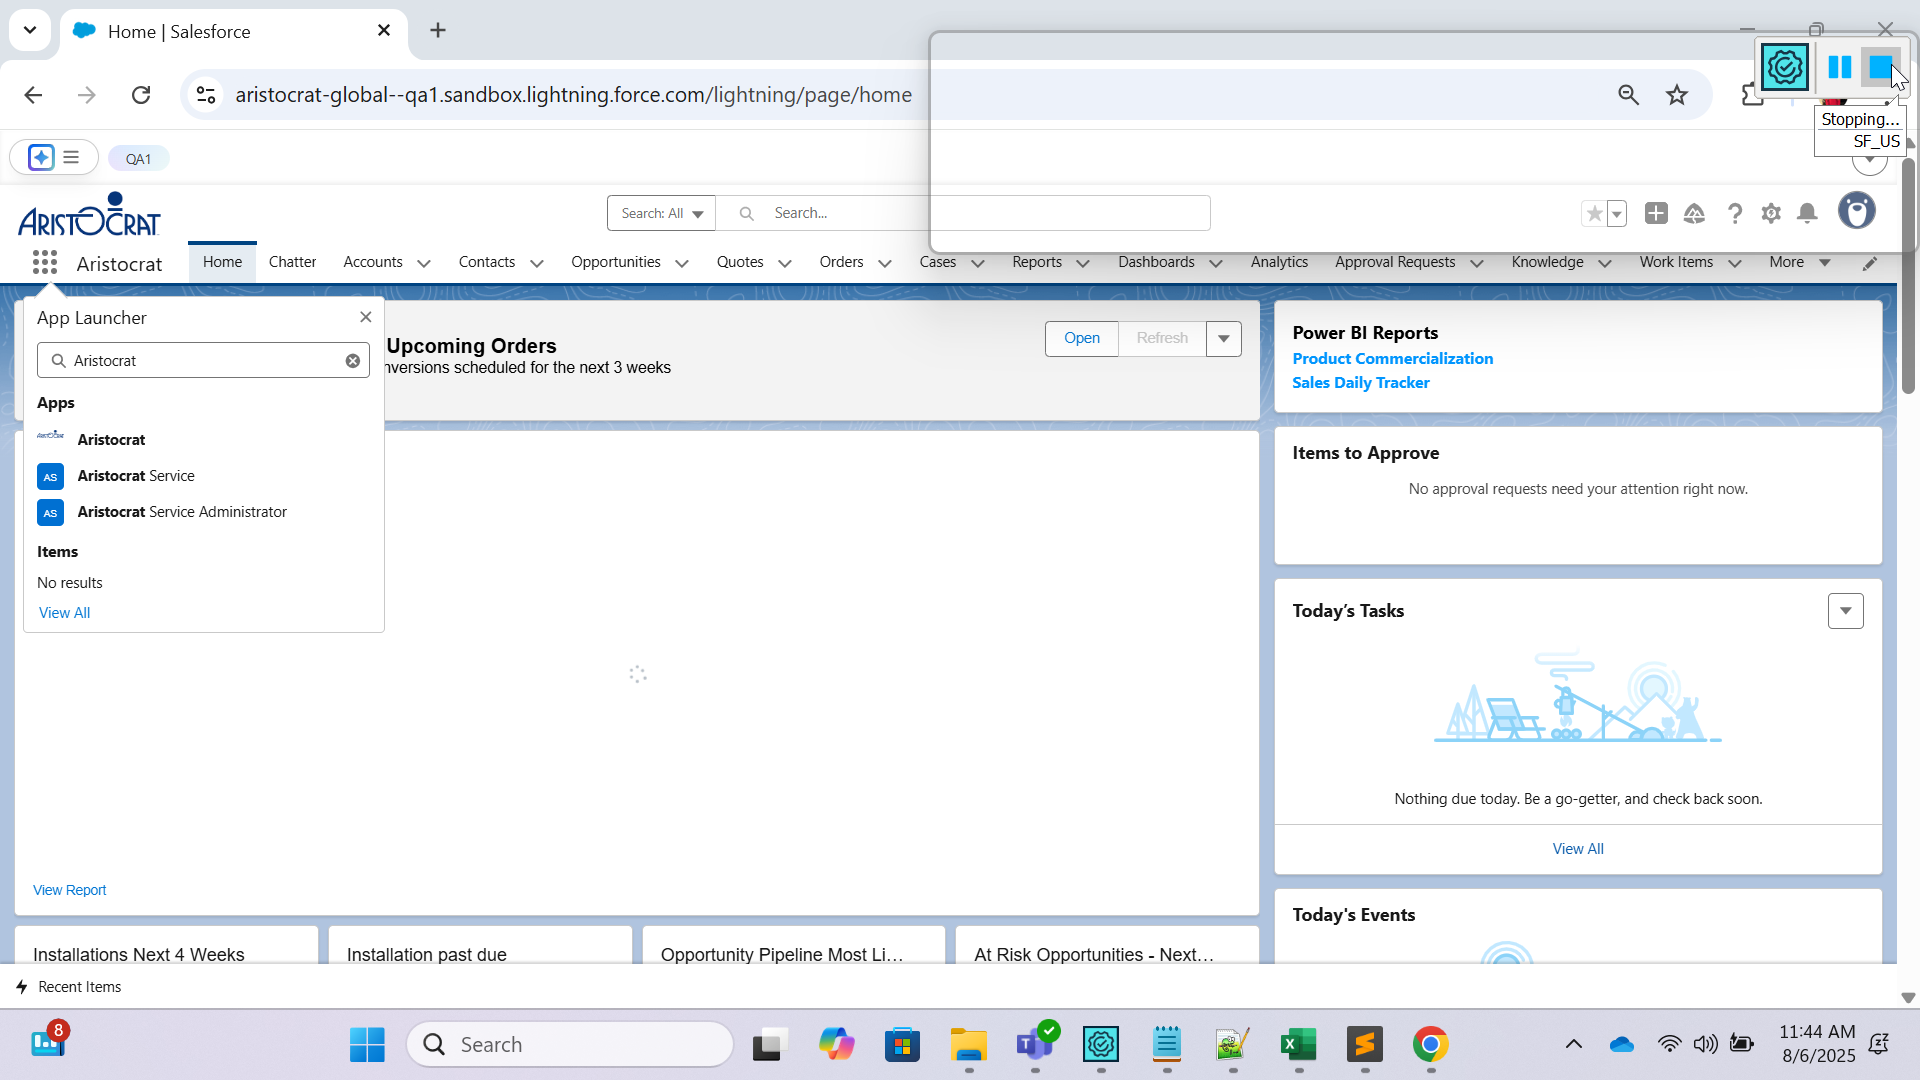 Home | Salesforce
aristocrat-global--qa1.sandbox.lightning.force.com/lightning/page/home
Stopping...
SF_US
QA1
ARISTOCRAT
Search: All
Search...
Aristocrat
Home
Chatter
Accounts
Contacts
Opportunities
Quotes
Orders
Cases
Reports
Dashboards
Analytics
Approval Requests
Knowledge
Work Items
More
App Launcher
Aristocrat
Apps
Aristocrat
AS
Aristocrat Service
AS
Aristocrat Service Administrator
Items
No results
View All
Upcoming Orders
nversions scheduled for the next 3 weeks
Open
Refresh
View Report
Power BI Reports
Product Commercialization
Sales Daily Tracker
Items to Approve
No approval requests need your attention right now.
Today's Tasks
Nothing due today. Be a go-getter, and check back soon.
View All
Today's Events
Installations Next 4 Weeks
Installation past due
Opportunity Pipeline Most Li...
At Risk Opportunities - Next...
Recent Items
8
Search
11:44 AM
8/6/2025